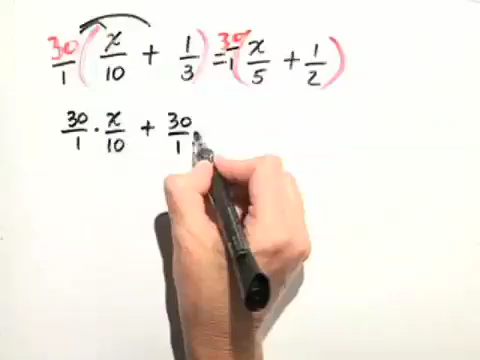 30/1 (x/10 + 1/3) = 30/1 (x/5 + 1/2)
30/1 · x/10 + 30/1